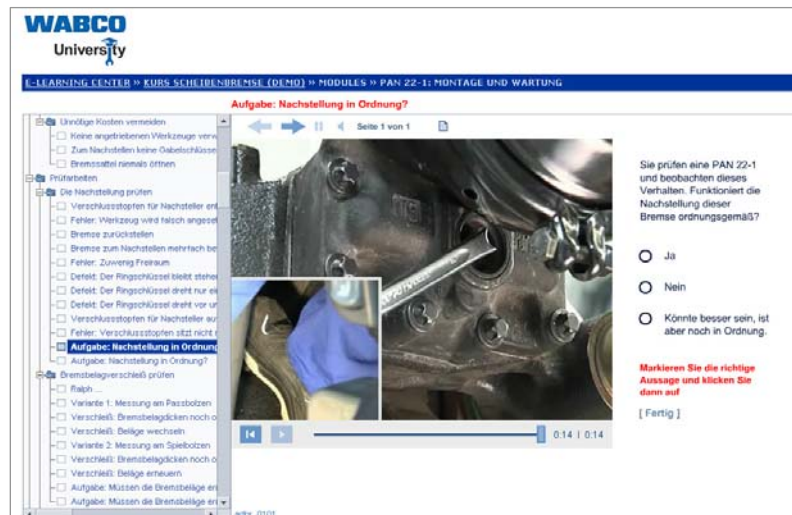 WABCO
University
E-LEARNING CENTER » KURS SCHEIBENBREMSE (DEMO) » MODULES » PAN 22-1: MONTAGE UND WARTUNG
Aufgabe: Nachstellung in Ordnung?
Seite 1 von 1
Unnötige Kosten vermeiden
Keine angetriebenen Werkzeuge verw
Zum Nachstellen keine Gabelschlüsse
Bremssattel niemals öffnen
Prüfarbeiten
Die Nachstellung prüfen
Verschlussstopfen für Nachsteller ent
Fehler: Werkzeug wird falsch angeset
Bremse zurückstellen
Bremse zum Nachstellen mehrfach be
Fehler: Zuwenig Freiraum
Defekt: Der Ringschlüssel bleibt stehe
Defekt: Der Ringschlüssel dreht nur ei
Defekt: Der Ringschlüssel dreht vor un
Verschlussstopfen für Nachsteller au
Fehler: Verschlussstopfen sitzt nicht r
Aufgabe: Nachstellung in Ordnung
Aufgabe: Nachstellung in Ordnung?
Bremsbelagverschleiß prüfen
Ralph ...
Variante 1: Messung am Passbolzen
Verschleiß: Bremsbelagdicken noch o
Verschleiß: Beläge wechseln
Variante 2: Messung am Spielbolzen
Verschleiß: Bremsbelagdicken noch o
Verschleiß: Beläge erneuern
Aufgabe: Müssen die Bremsbeläge er
Aufgabe: Müssen die Bremsbeläge er
0:14 | 0:14
Sie prüfen eine PAN 22-1
und beobachten dieses
Verhalten. Funktioniert die
Nachstellung dieser
Bremse ordnungsgemäß?
Ja
Nein
Könnte besser sein, ist
aber noch in Ordnung.
Markieren Sie die richtige
Aussage und klicken Sie
dann auf
[ Fertig ]